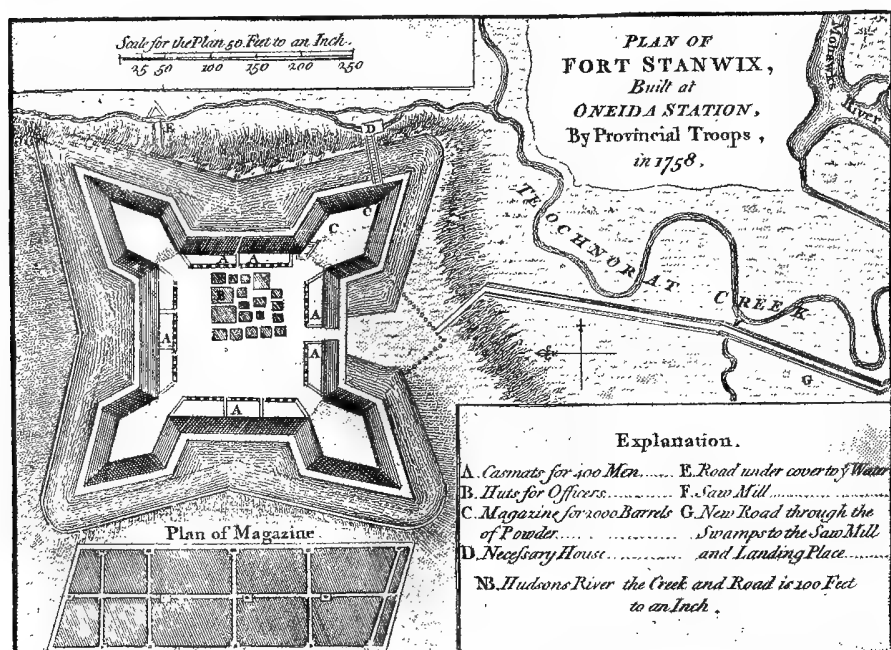 Scale for the Plan 50 Feet to an Inch.
25 50 100 150 200 250
PLAN OF
FORT STANWIX,
Built at
ONEIDA STATION,
By Provincial Troops,
in 1758.
Mohawk
River
E
D
C
C
A A
B
A
A
A
A
TEOCHNORAT CREEK
G
Plan of Magazine
Explanation.
A. Casmats for 400 Men...... E. Road under cover to ẏ Water
B. Huts for Officers............ F. Saw Mill..................
C. Magazine for 1000 Barrels G. New Road through the
of Powder............ Swamps to the Saw Mill
D. Necessary House............ and Landing Place......
NB. Hudsons River the Creek and Road is 200 Feet
to an Inch.